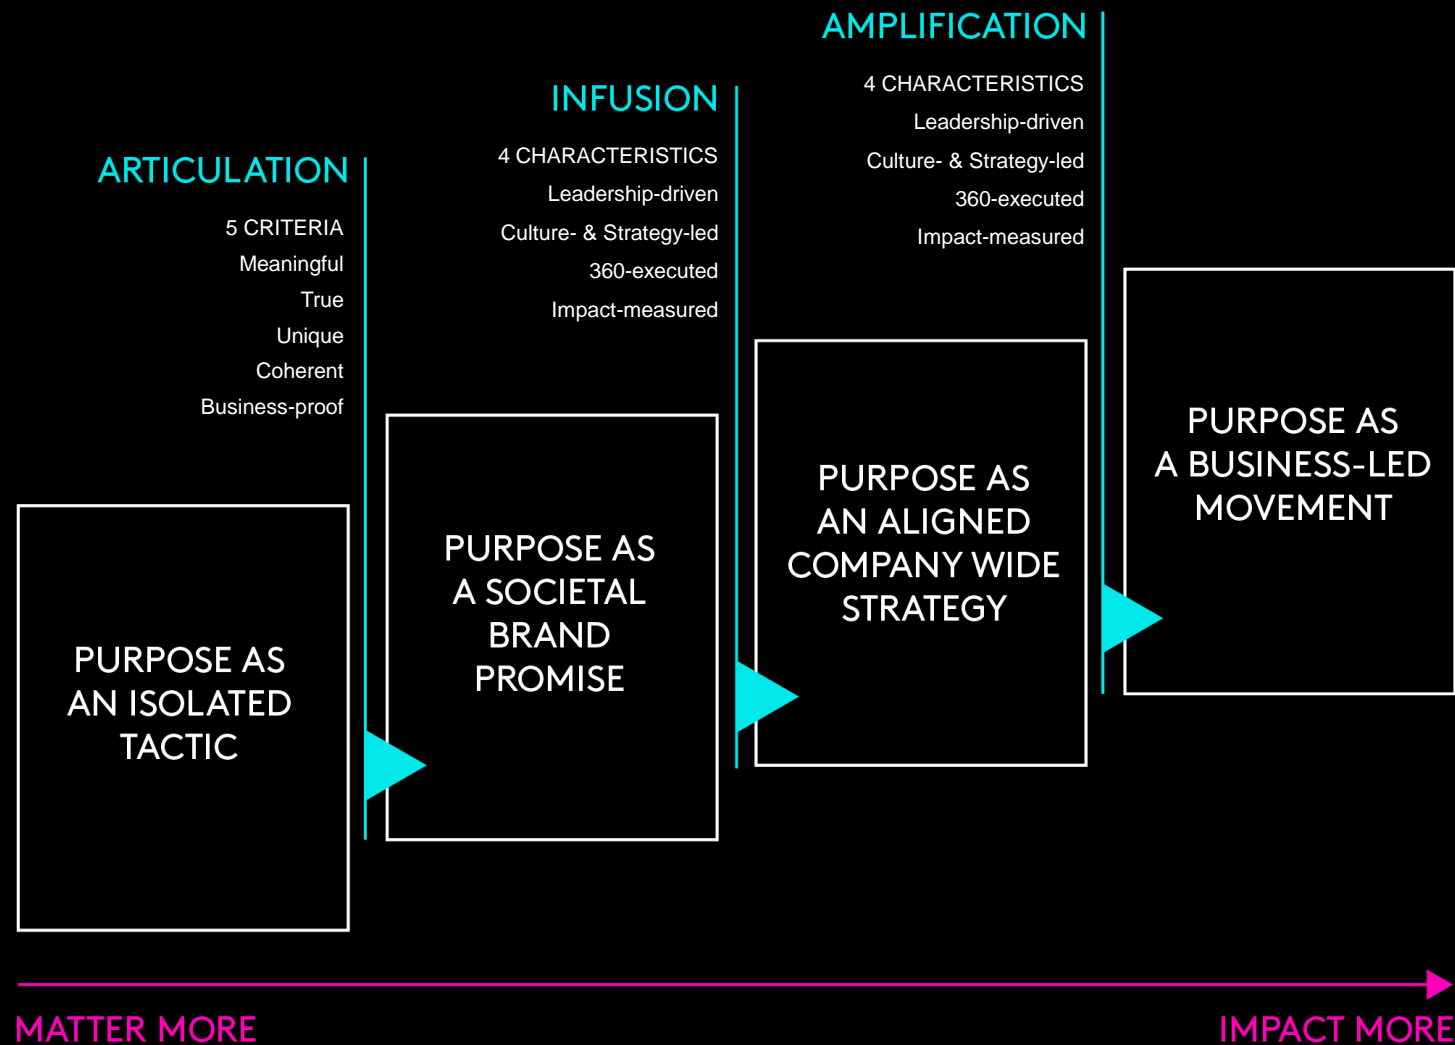 ARTICULATION
5 CRITERIA
Meaningful
True
Unique
Coherent
Business-proof
INFUSION
4 CHARACTERISTICS
Leadership-driven
Culture- & Strategy-led
360-executed
Impact-measured
AMPLIFICATION
4 CHARACTERISTICS
Leadership-driven
Culture- & Strategy-led
360-executed
Impact-measured
PURPOSE AS
AN ISOLATED
TACTIC
PURPOSE AS
A SOCIETAL
BRAND
PROMISE
PURPOSE AS
AN ALIGNED
COMPANY WIDE
STRATEGY
PURPOSE AS
A BUSINESS-LED
MOVEMENT
MATTER MORE
IMPACT MORE